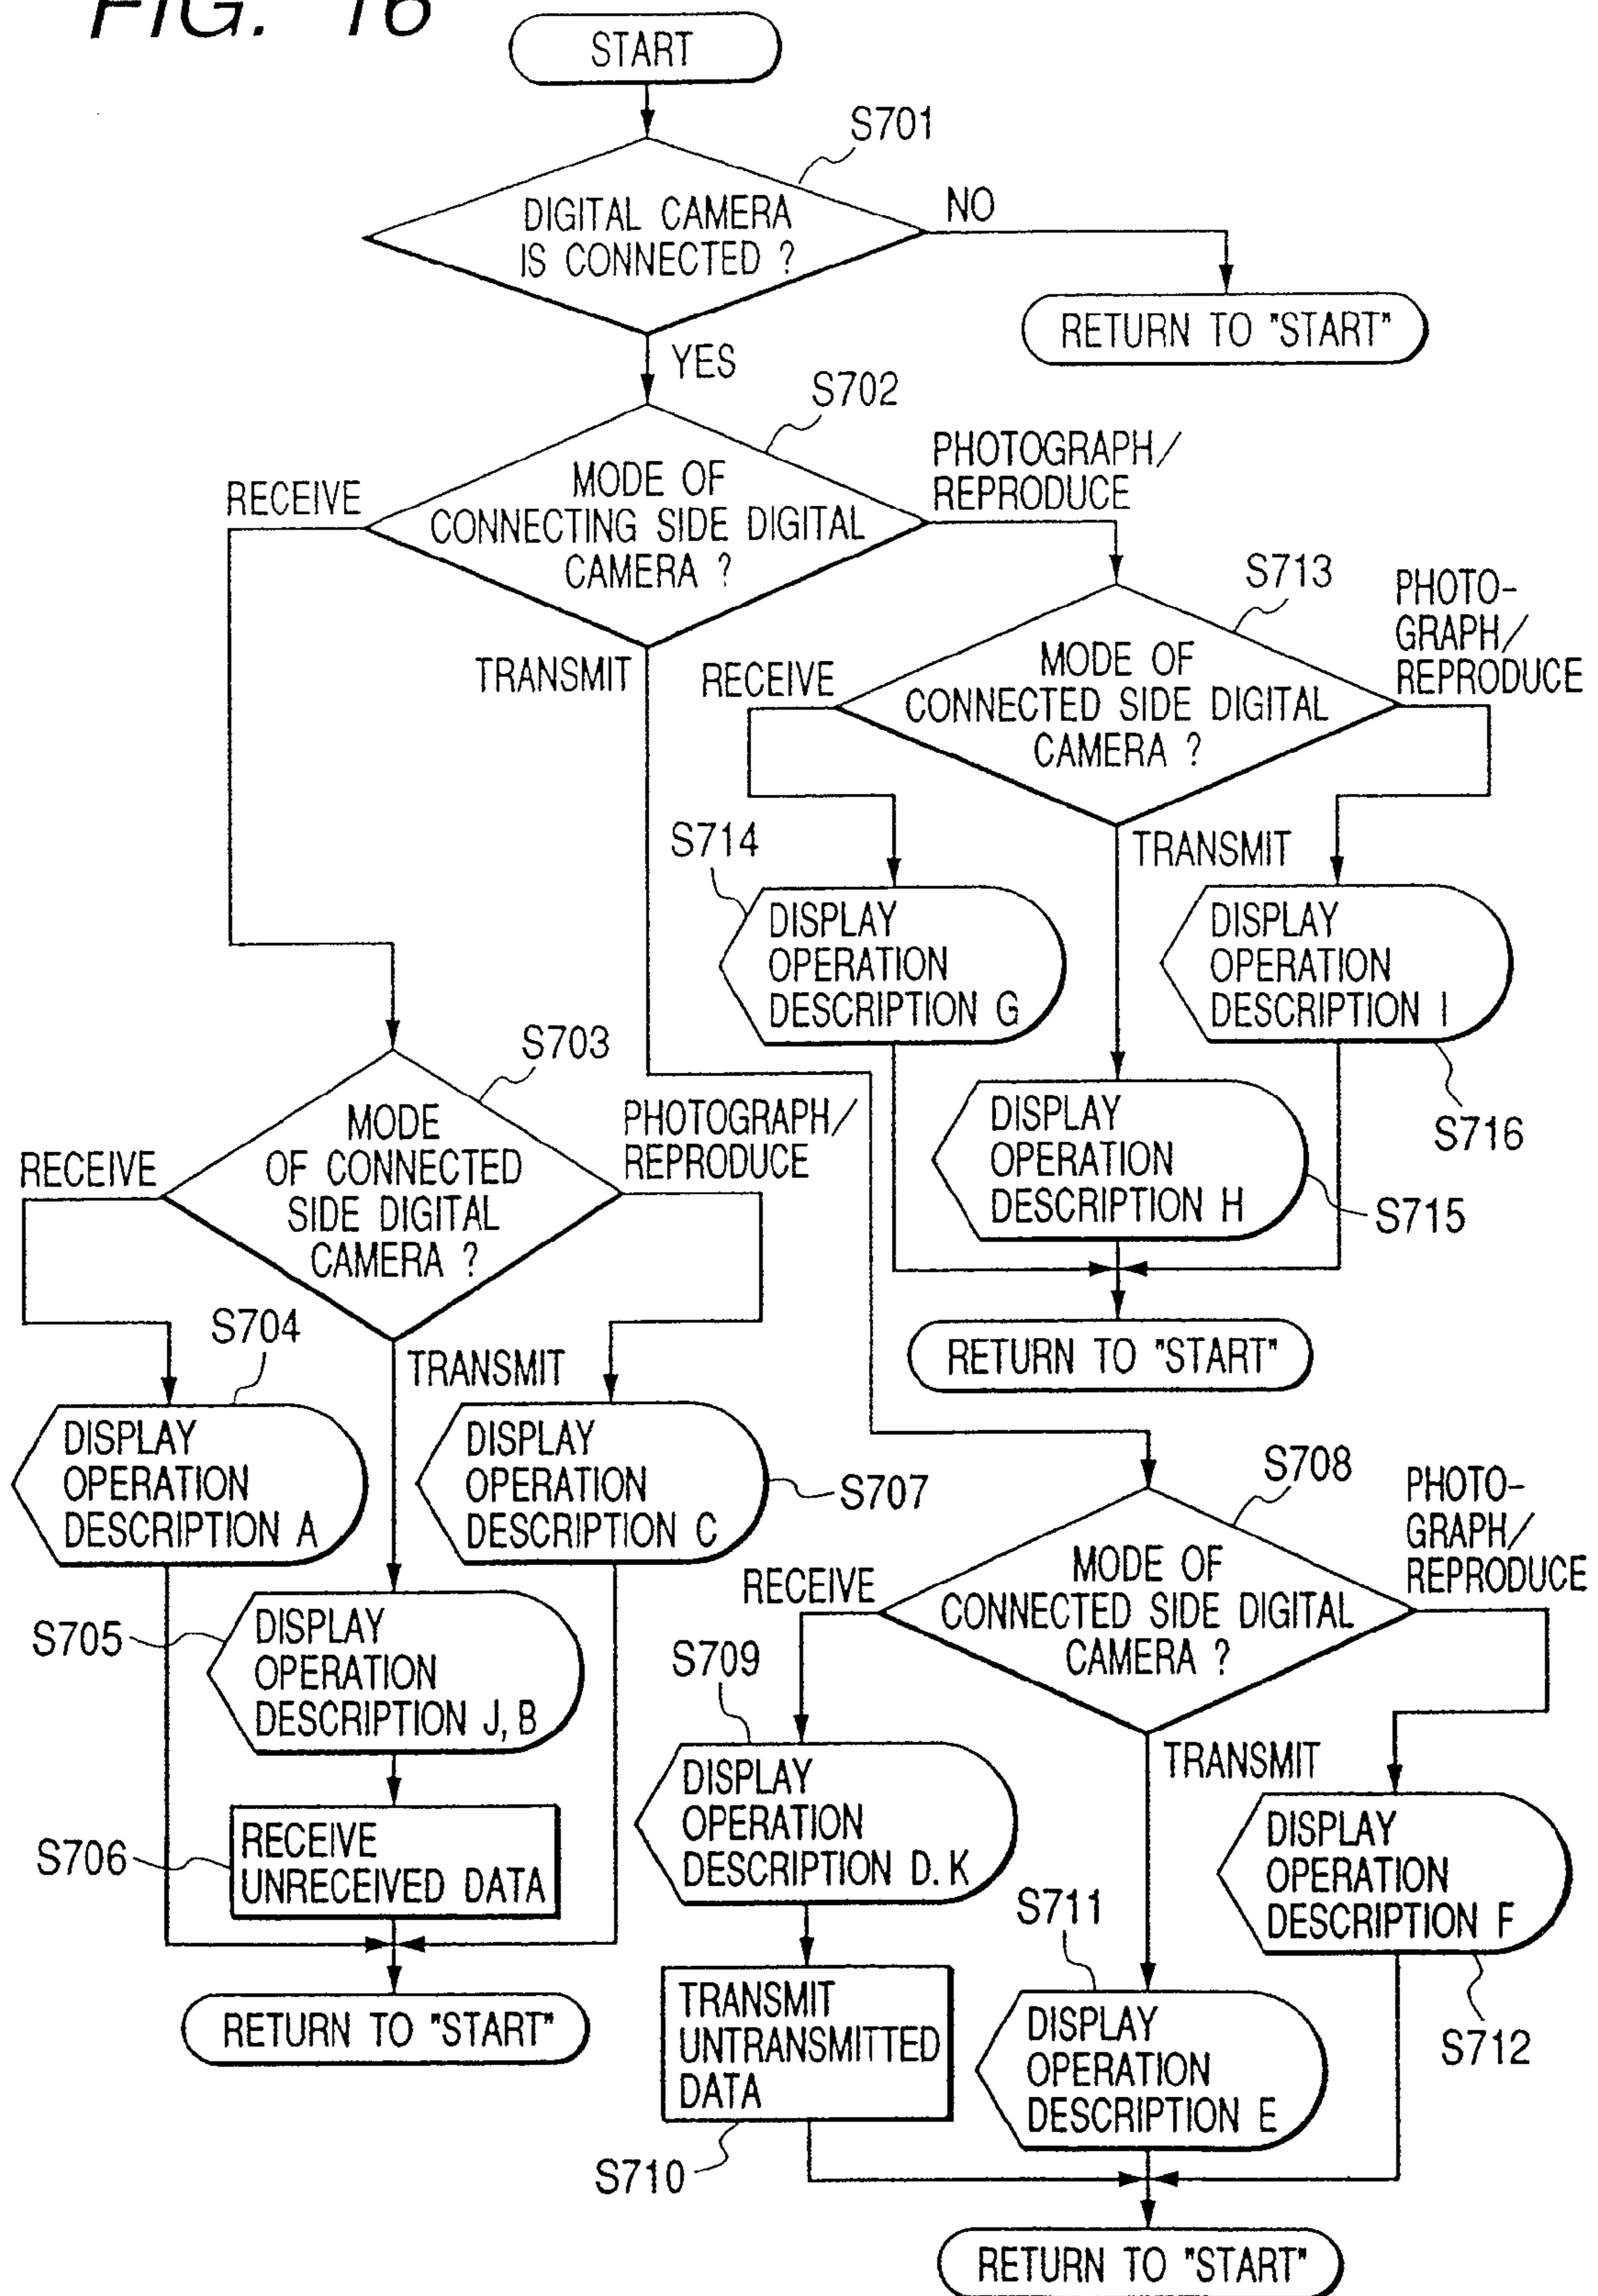 FIG. 16
START
S701
DIGITAL CAMERA
IS CONNECTED ?
NO
RETURN TO "START"
YES
S702
MODE OF
CONNECTING SIDE DIGITAL
CAMERA ?
RECEIVE
PHOTOGRAPH/
REPRODUCE
TRANSMIT
S713
MODE OF
CONNECTED SIDE DIGITAL
CAMERA ?
RECEIVE
PHOTO-
GRAPH/
REPRODUCE
TRANSMIT
S714
DISPLAY
OPERATION
DESCRIPTION G
DISPLAY
OPERATION
DESCRIPTION I
S716
DISPLAY
OPERATION
DESCRIPTION H
S715
RETURN TO "START"
S703
MODE
OF CONNECTED
SIDE DIGITAL
CAMERA ?
RECEIVE
PHOTOGRAPH/
REPRODUCE
TRANSMIT
S704
DISPLAY
OPERATION
DESCRIPTION A
DISPLAY
OPERATION
DESCRIPTION C
S707
S705
DISPLAY
OPERATION
DESCRIPTION J, B
S706
RECEIVE
UNRECEIVED DATA
RETURN TO "START"
S708
MODE OF
CONNECTED SIDE DIGITAL
CAMERA ?
RECEIVE
PHOTO-
GRAPH/
REPRODUCE
TRANSMIT
S709
DISPLAY
OPERATION
DESCRIPTION D. K
S710
TRANSMIT
UNTRANSMITTED
DATA
S711
DISPLAY
OPERATION
DESCRIPTION E
DISPLAY
OPERATION
DESCRIPTION F
S712
RETURN TO "START"